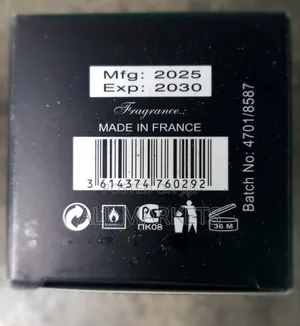 Mfg: 2025
Exp: 2030
Fragrance.:
MADE IN FRANCE
3 614374 760292
Batch No: 4701/8587
ПК08
36 M